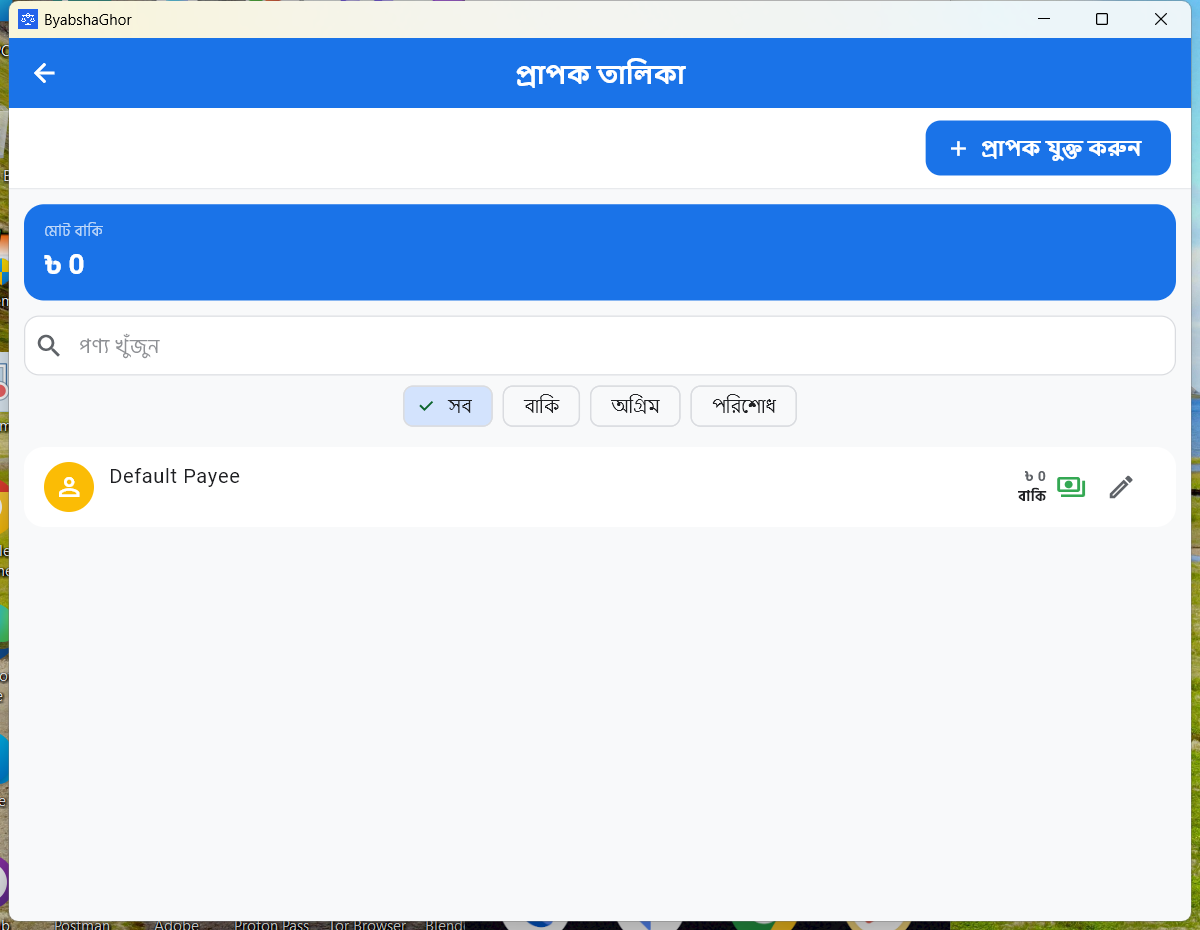 ByabshaGhor
প্রাপক তালিকা
+ প্রাপক যুক্ত করুন
মোট বাকি
৳ 0
পণ্য খুঁজুন
সব
বাকি
অগ্রিম
পরিশোধ
Default Payee
৳ 0
বাকি
Postman
Adobe
Proton Pass
Tor Browser